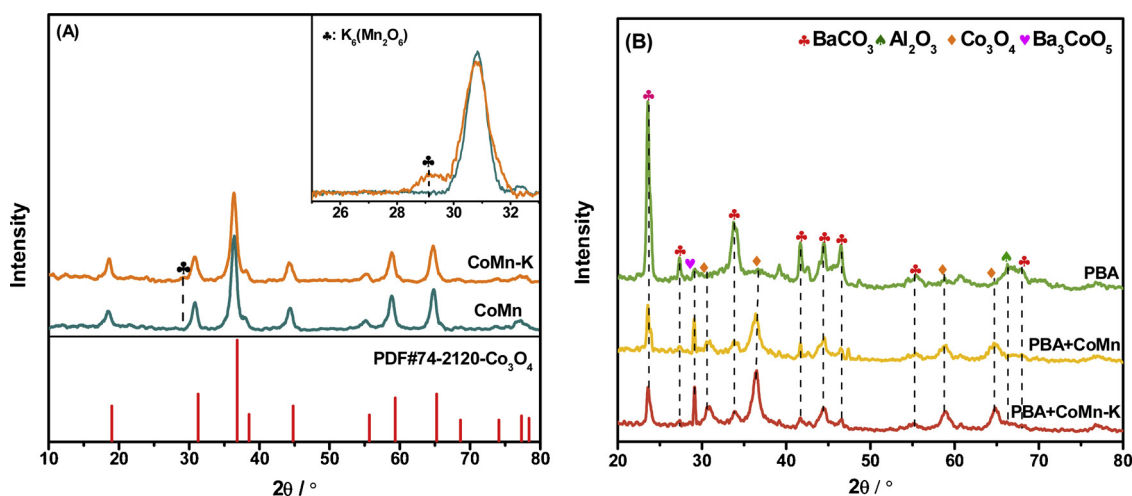 (A)
♣: K₆(Mn₂O₆)
26 28 30 32
CoMn-K
♣
CoMn
PDF#74-2120-Co₃O₄
10 20 30 40 50 60 70 80
2θ / °
Intensity
(B)
♣BaCO₃ ♠Al₂O₃ ♦Co₃O₄ ♥Ba₃CoO₅
PBA
PBA+CoMn
PBA+CoMn-K
20 30 40 50 60 70 80
2θ / °
Intensity